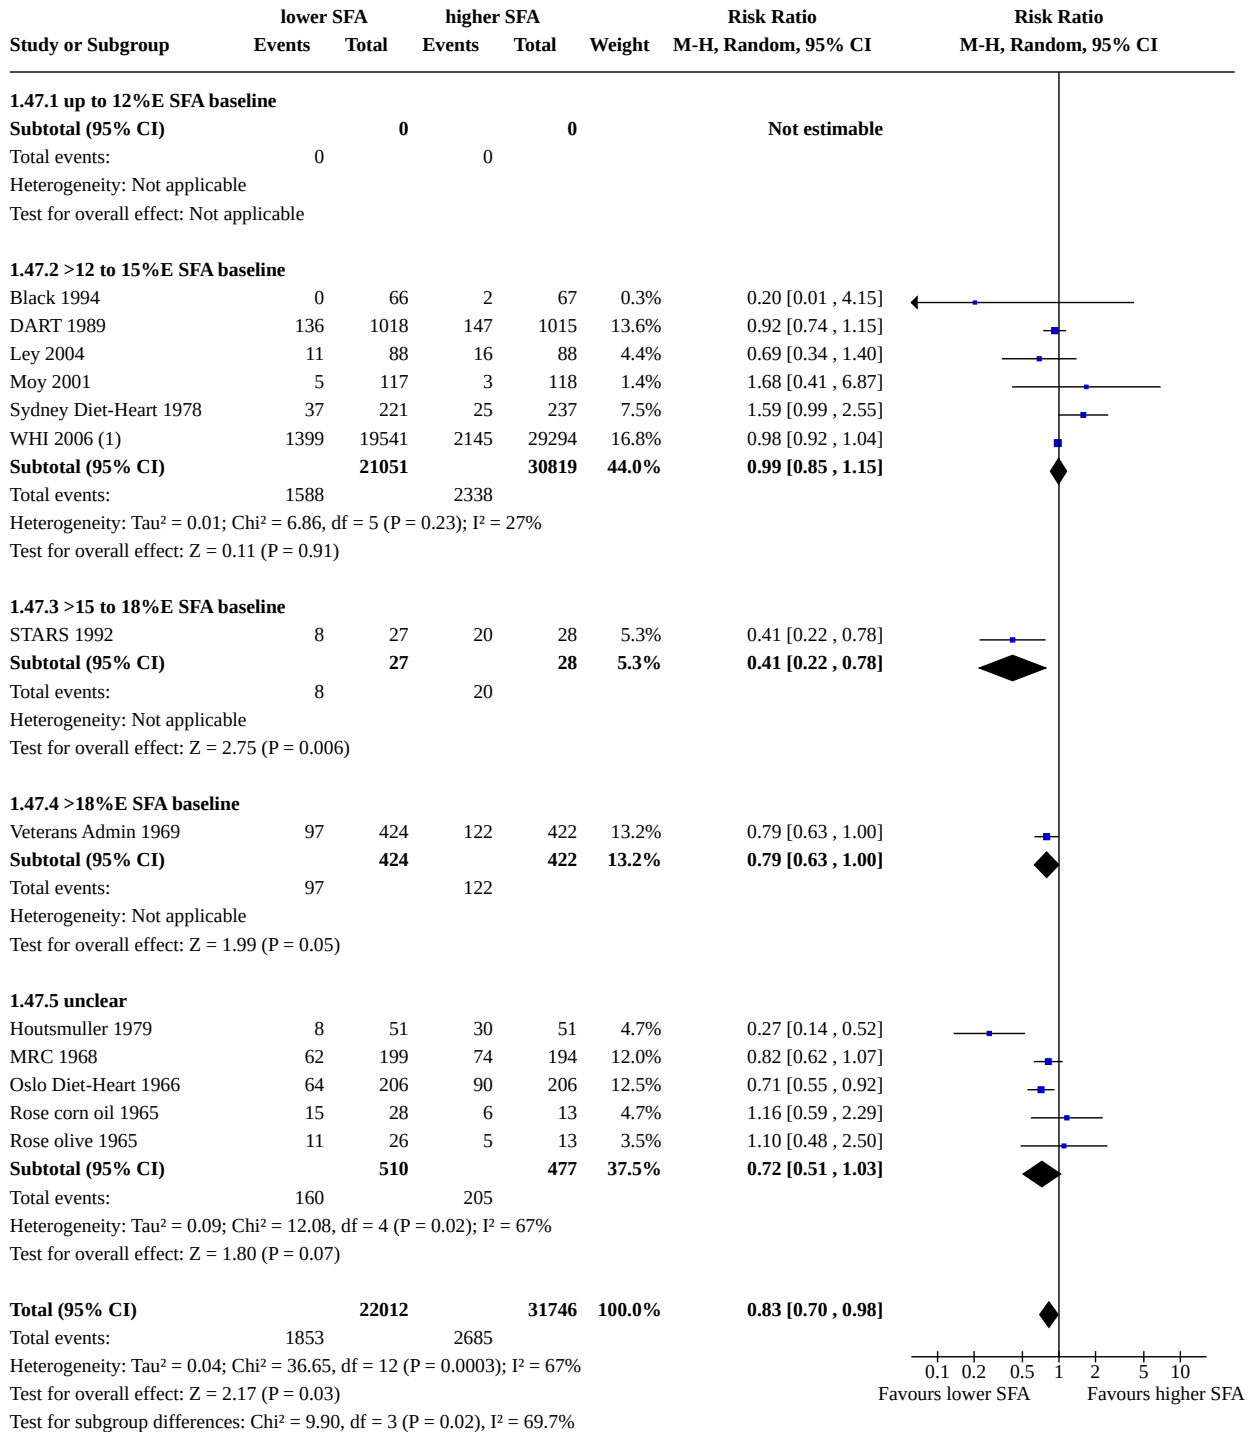 lower SFA higher SFA Risk Ratio Risk Ratio
Study or Subgroup Events Total Events Total Weight M-H, Random, 95% CI M-H, Random, 95% CI
1.47.1 up to 12%E SFA baseline
Subtotal (95% CI) 0 0 Not estimable
Total events: 0 0
Heterogeneity: Not applicable
Test for overall effect: Not applicable
1.47.2 >12 to 15%E SFA baseline
Black 1994 0 66 2 67 0.3% 0.20 [0.01 , 4.15]
DART 1989 136 1018 147 1015 13.6% 0.92 [0.74 , 1.15]
Ley 2004 11 88 16 88 4.4% 0.69 [0.34 , 1.40]
Moy 2001 5 117 3 118 1.4% 1.68 [0.41 , 6.87]
Sydney Diet-Heart 1978 37 221 25 237 7.5% 1.59 [0.99 , 2.55]
WHI 2006 (1) 1399 19541 2145 29294 16.8% 0.98 [0.92 , 1.04]
Subtotal (95% CI) 21051 30819 44.0% 0.99 [0.85 , 1.15]
Total events: 1588 2338
Heterogeneity: Tau² = 0.01; Chi² = 6.86, df = 5 (P = 0.23); I² = 27%
Test for overall effect: Z = 0.11 (P = 0.91)
1.47.3 >15 to 18%E SFA baseline
STARS 1992 8 27 20 28 5.3% 0.41 [0.22 , 0.78]
Subtotal (95% CI) 27 28 5.3% 0.41 [0.22 , 0.78]
Total events: 8 20
Heterogeneity: Not applicable
Test for overall effect: Z = 2.75 (P = 0.006)
1.47.4 >18%E SFA baseline
Veterans Admin 1969 97 424 122 422 13.2% 0.79 [0.63 , 1.00]
Subtotal (95% CI) 424 422 13.2% 0.79 [0.63 , 1.00]
Total events: 97 122
Heterogeneity: Not applicable
Test for overall effect: Z = 1.99 (P = 0.05)
1.47.5 unclear
Houtsmuller 1979 8 51 30 51 4.7% 0.27 [0.14 , 0.52]
MRC 1968 62 199 74 194 12.0% 0.82 [0.62 , 1.07]
Oslo Diet-Heart 1966 64 206 90 206 12.5% 0.71 [0.55 , 0.92]
Rose corn oil 1965 15 28 6 13 4.7% 1.16 [0.59 , 2.29]
Rose olive 1965 11 26 5 13 3.5% 1.10 [0.48 , 2.50]
Subtotal (95% CI) 510 477 37.5% 0.72 [0.51 , 1.03]
Total events: 160 205
Heterogeneity: Tau² = 0.09; Chi² = 12.08, df = 4 (P = 0.02); I² = 67%
Test for overall effect: Z = 1.80 (P = 0.07)
Total (95% CI) 22012 31746 100.0% 0.83 [0.70 , 0.98]
Total events: 1853 2685
Heterogeneity: Tau² = 0.04; Chi² = 36.65, df = 12 (P = 0.0003); I² = 67%
0.1 0.2 0.5 1 2 5 10
Test for overall effect: Z = 2.17 (P = 0.03) Favours lower SFA Favours higher SFA
Test for subgroup differences: Chi² = 9.90, df = 3 (P = 0.02), I² = 69.7%